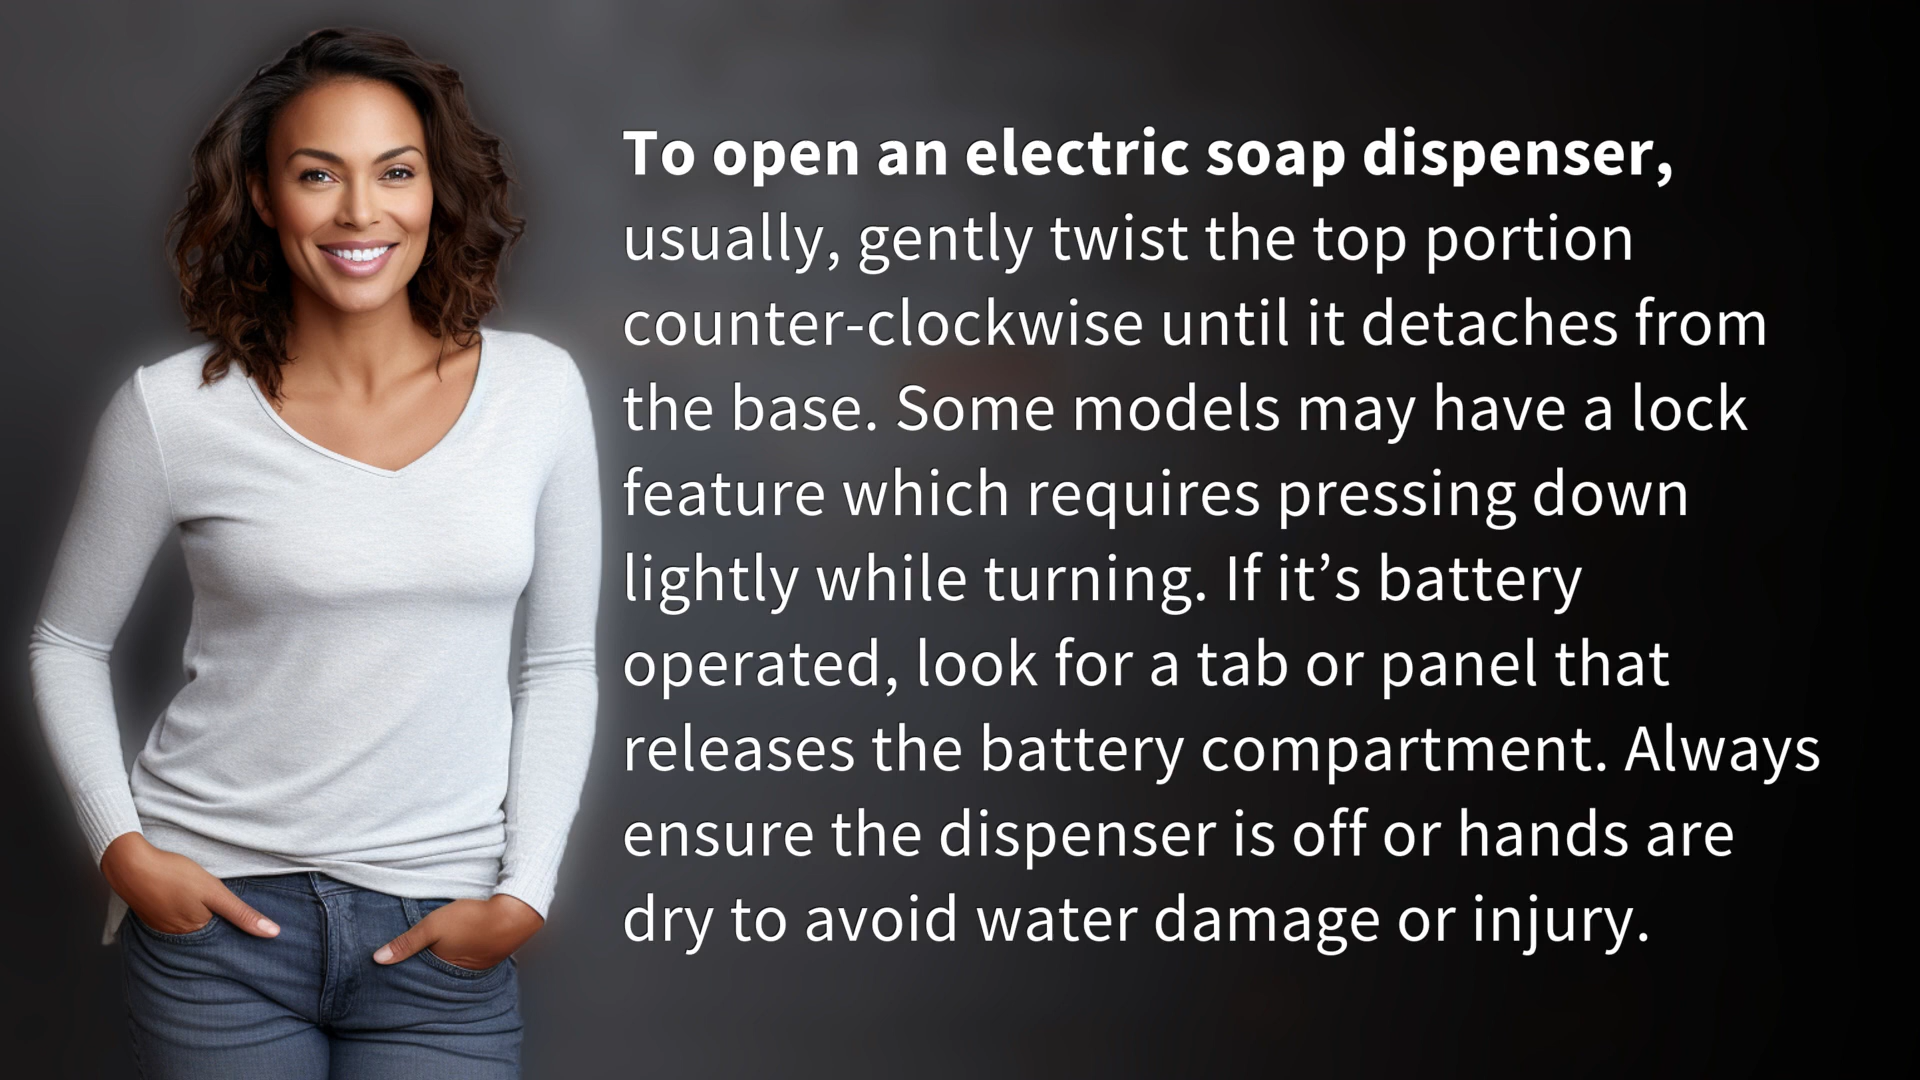 To open an electric soap dispenser,
usually, gently twist the top portion
counter-clockwise until it detaches from
the base. Some models may have a lock
feature which requires pressing down
lightly while turning. If it’s battery
operated, look for a tab or panel that
releases the battery compartment. Always
ensure the dispenser is off or hands are
dry to avoid water damage or injury.